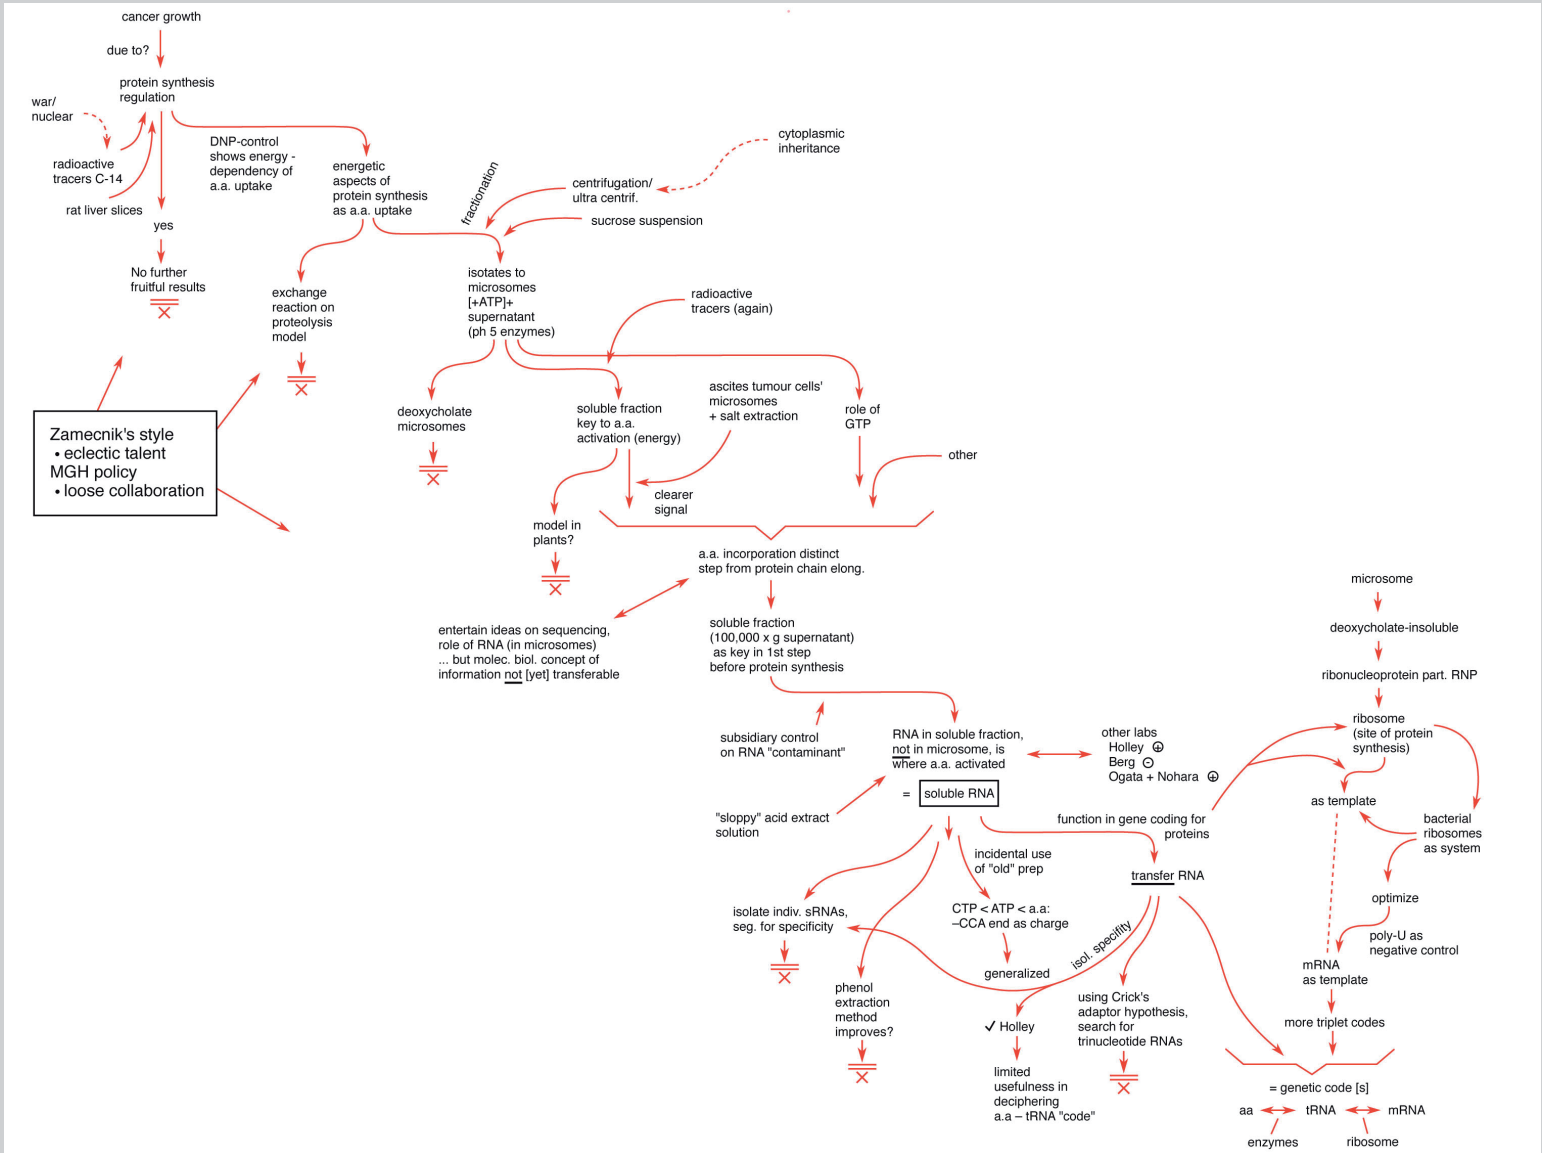 cancer growth
due to?
protein synthesis
regulation
war/
nuclear
radioactive
tracers C-14
rat liver slices
yes
No further
fruitful results
DNP-control
shows energy -
dependency of
a.a. uptake
energetic
aspects of
protein synthesis
as a.a. uptake
fractionation
centrifugation/
ultra centrif.
cytoplasmic
inheritance
sucrose suspension
exchange
reaction on
proteolysis
model
isotates to
microsomes
[+ATP]+
supernatant
(ph 5 enzymes)
radioactive
tracers (again)
Zamecnik's style
• eclectic talent
MGH policy
• loose collaboration
deoxycholate
microsomes
soluble fraction
key to a.a.
activation (energy)
ascites tumour cells'
microsomes
+ salt extraction
role of
GTP
other
clearer
signal
model in
plants?
a.a. incorporation distinct
step from protein chain elong.
entertain ideas on sequencing,
role of RNA (in microsomes)
... but molec. biol. concept of
information not [yet] transferable
soluble fraction
(100,000 x g supernatant)
as key in 1st step
before protein synthesis
subsidiary control
on RNA "contaminant"
RNA in soluble fraction,
not in microsome, is
where a.a. activated
= soluble RNA
other labs
Holley ⊕
Berg ⊖
Ogata + Nohara ⊕
"sloppy" acid extract
solution
function in gene coding for
proteins
incidental use
of "old" prep
transfer RNA
isolate indiv. sRNAs,
seg. for specificity
CTP < ATP < a.a:
–CCA end as charge
generalized
isol. specifity
phenol
extraction
method
improves?
✓ Holley
limited
usefulness in
deciphering
a.a – tRNA "code"
using Crick's
adaptor hypothesis,
search for
trinucleotide RNAs
microsome
deoxycholate-insoluble
ribonucleoprotein part. RNP
ribosome
(site of protein
synthesis)
as template
bacterial
ribosomes
as system
optimize
poly-U as
negative control
mRNA
as template
more triplet codes
= genetic code [s]
aa tRNA mRNA
enzymes ribosome